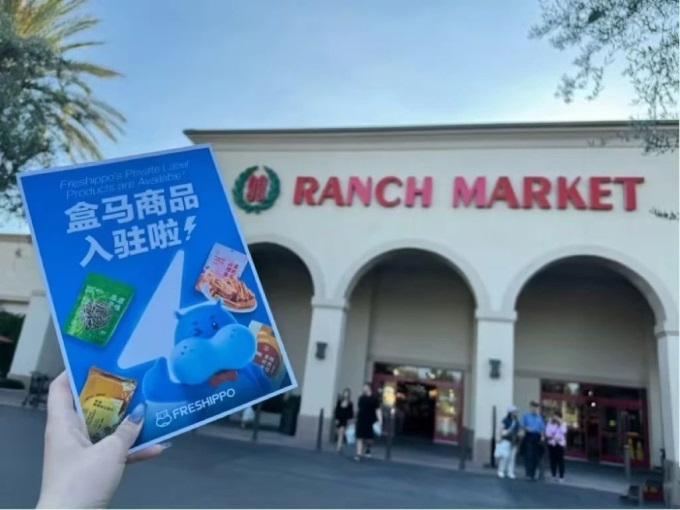 Freshippo's Private Label
Products are Available!
盒马商品
入驻啦
FRESHIPPO
RANCH MARKET